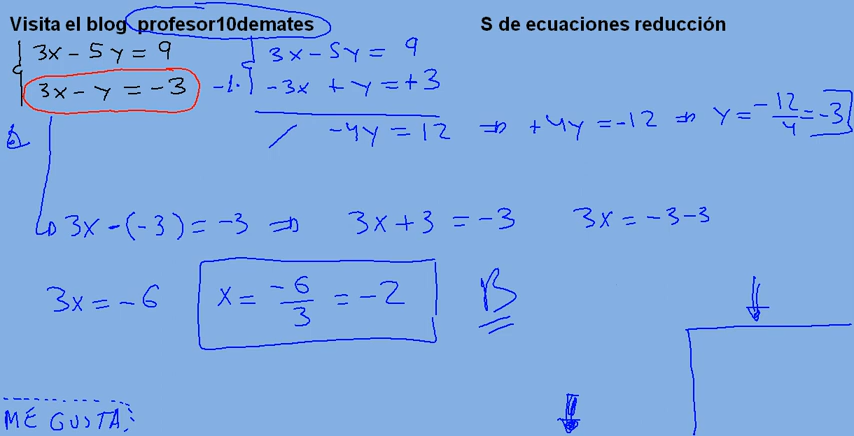 Visita el blog profesor10demates S de ecuaciones reducción
3x - 5y = 9 3x - 5y = 9
3x - y = -3 -1· -3x + y = +3
/ -4y = 12 ⇒ +4y = -12 ⇒ y = -12/4 = -3
3x - (-3) = -3 ⇒ 3x + 3 = -3 3x = -3 - 3
3x = -6 x = -6/3 = -2 B
ME GUSTA